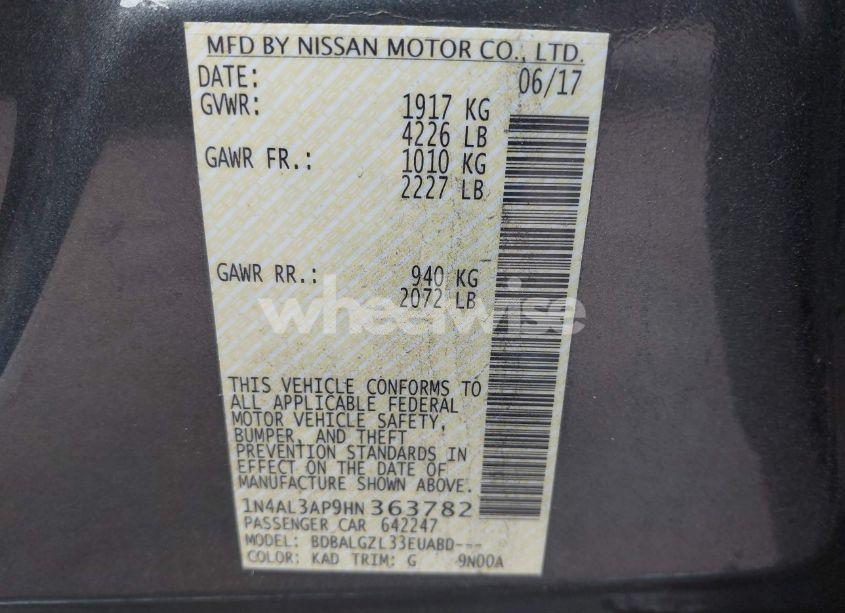 MFD BY NISSAN MOTOR CO., LTD.
DATE: 06/17
GVWR: 1917 KG
4226 LB
GAWR FR.: 1010 KG
2227 LB
GAWR RR.: 940 KG
2072 LB
wheelwise
THIS VEHICLE CONFORMS TO
ALL APPLICABLE FEDERAL
MOTOR VEHICLE SAFETY,
BUMPER, AND THEFT
PREVENTION STANDARDS IN
EFFECT ON THE DATE OF
MANUFACTURE SHOWN ABOVE.
1N4AL3AP9HN363782
PASSENGER CAR 642247
MODEL: BDBALGZL33EUABD---
COLOR: KAD TRIM: G 9N00A